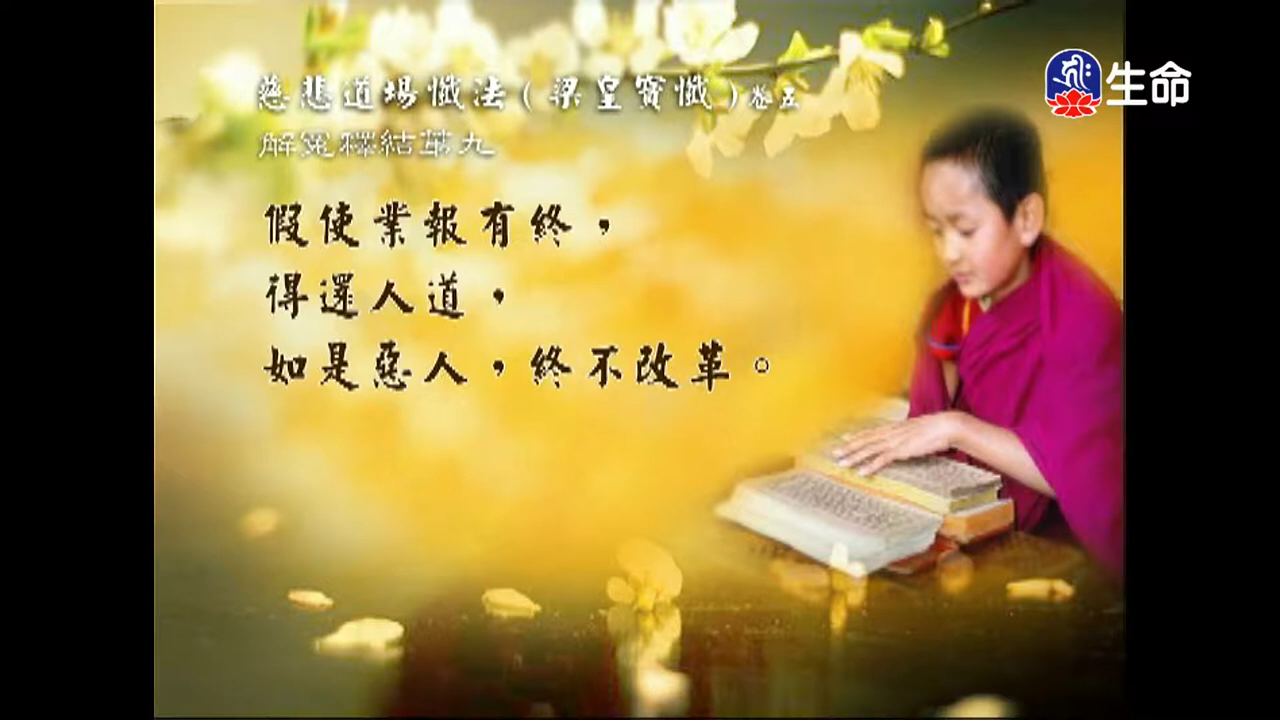 慈悲道場懺法(梁皇寶懺)卷五
解冤釋結第九
假使業報有終，
得還人道，
如是惡人，終不改革。
生命